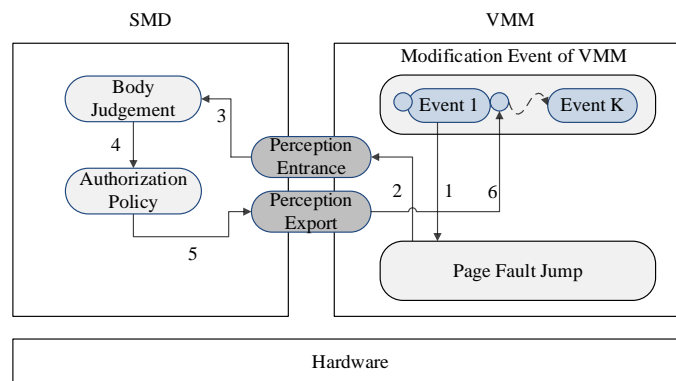 SMD
VMM
Modification Event of VMM
Body
Judgement
Event 1
Event K
3
4
Perception
Entrance
Authorization
Policy
2
1
6
Perception
Export
5
Page Fault Jump
Hardware